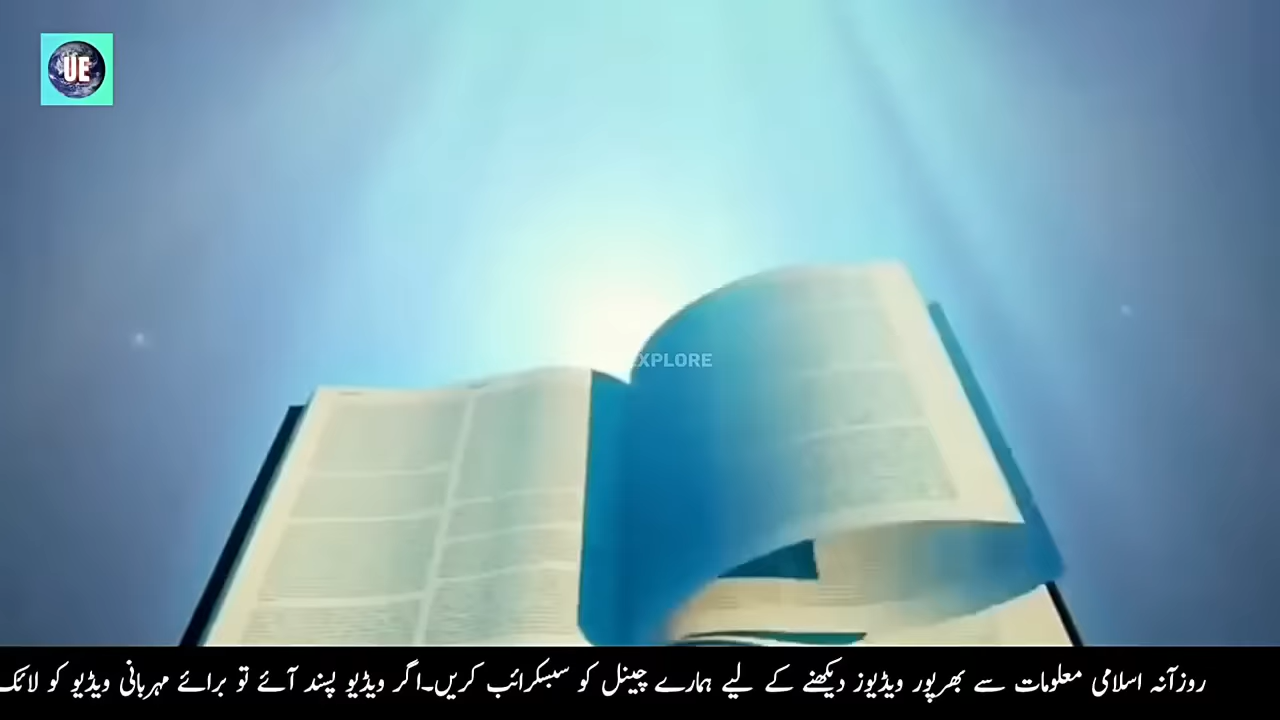 UE
EXPLORE
روزآنہ اسلامی معلومات سے بھرپور ویڈیوز دیکھنے کے لیے ہمارے چینل کو سبسکرائب کریں۔اگر ویڈیو پسند آئے تو برائے مہربانی ویڈیو کو لائک